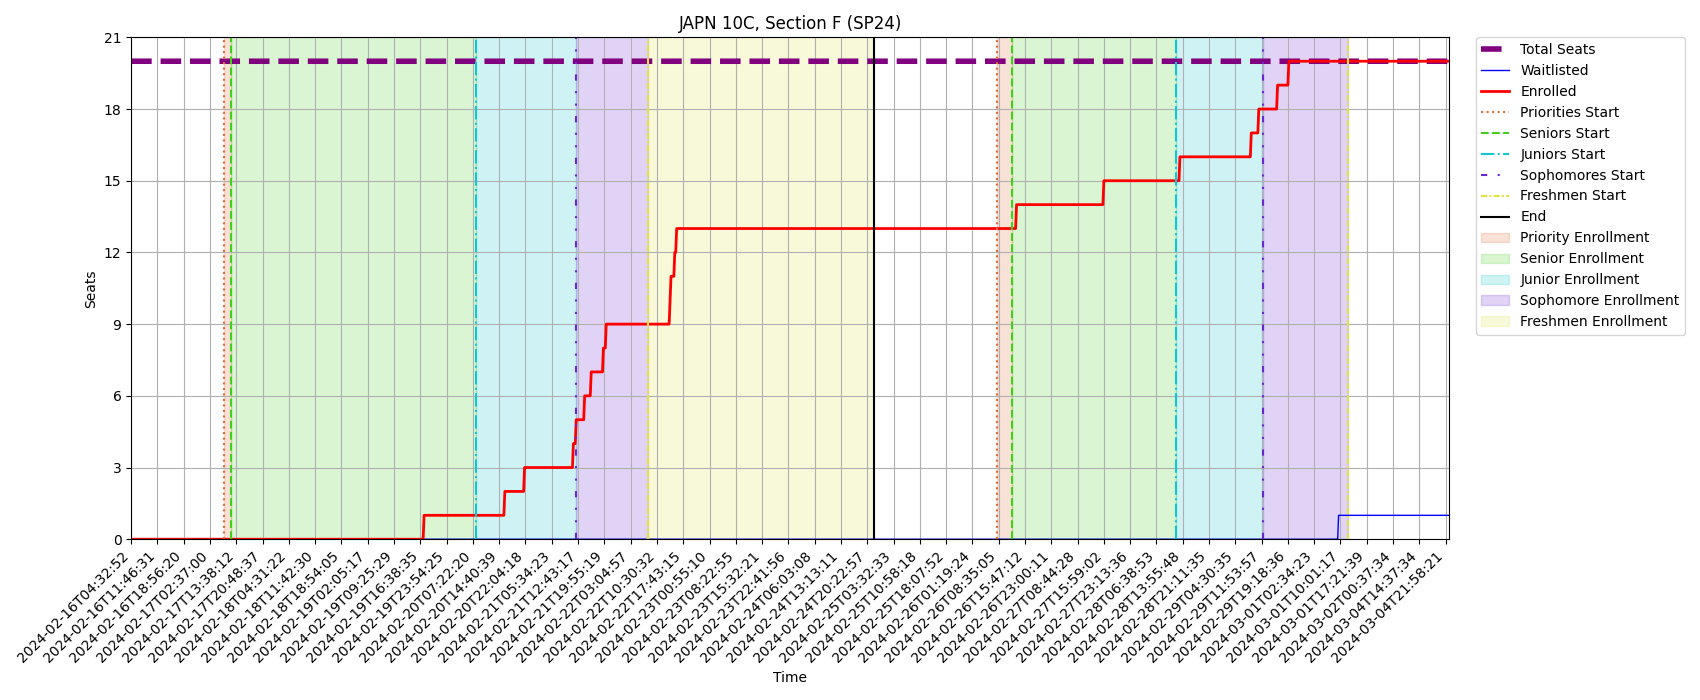 JAPN 10C, Section F (SP24)
21
18
15
12
9
6
3
0
Seats
2024-02-16T04:32:52
2024-02-16T11:46:31
2024-02-16T18:56:20
2024-02-17T02:37:00
2024-02-17T13:38:12
2024-02-17T20:48:37
2024-02-18T04:31:22
2024-02-18T11:42:30
2024-02-18T18:54:05
2024-02-19T02:05:17
2024-02-19T09:25:29
2024-02-19T16:38:35
2024-02-19T23:54:25
2024-02-20T07:22:20
2024-02-20T14:40:39
2024-02-20T22:04:18
2024-02-21T05:34:23
2024-02-21T12:43:17
2024-02-21T19:55:19
2024-02-22T03:04:57
2024-02-22T10:30:32
2024-02-22T17:43:15
2024-02-23T00:55:10
2024-02-23T08:22:55
2024-02-23T15:32:21
2024-02-23T22:41:56
2024-02-24T06:03:08
2024-02-24T13:13:11
2024-02-24T20:22:57
2024-02-25T03:32:33
2024-02-25T10:58:18
2024-02-25T18:07:52
2024-02-26T01:19:24
2024-02-26T08:35:05
2024-02-26T15:47:12
2024-02-26T23:00:11
2024-02-27T08:44:28
2024-02-27T15:59:02
2024-02-27T23:13:36
2024-02-28T06:38:53
2024-02-28T13:55:48
2024-02-28T21:11:35
2024-02-29T04:30:35
2024-02-29T11:53:57
2024-02-29T19:18:36
2024-03-01T02:34:23
2024-03-01T10:01:17
2024-03-01T17:21:39
2024-03-02T00:37:34
2024-03-04T14:37:34
2024-03-04T21:58:21
Time
Total Seats
Waitlisted
Enrolled
Priorities Start
Seniors Start
Juniors Start
Sophomores Start
Freshmen Start
End
Priority Enrollment
Senior Enrollment
Junior Enrollment
Sophomore Enrollment
Freshmen Enrollment